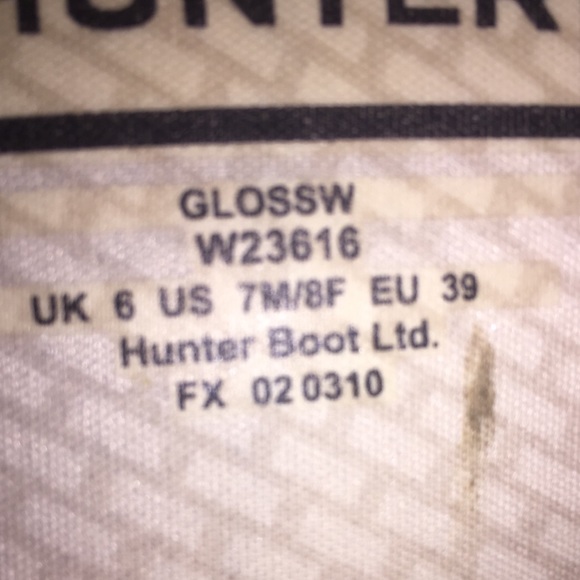 HUNTER
GLOSSW
W23616
UK 6 US 7M/8F EU 39
Hunter Boot Ltd.
FX 02 0310